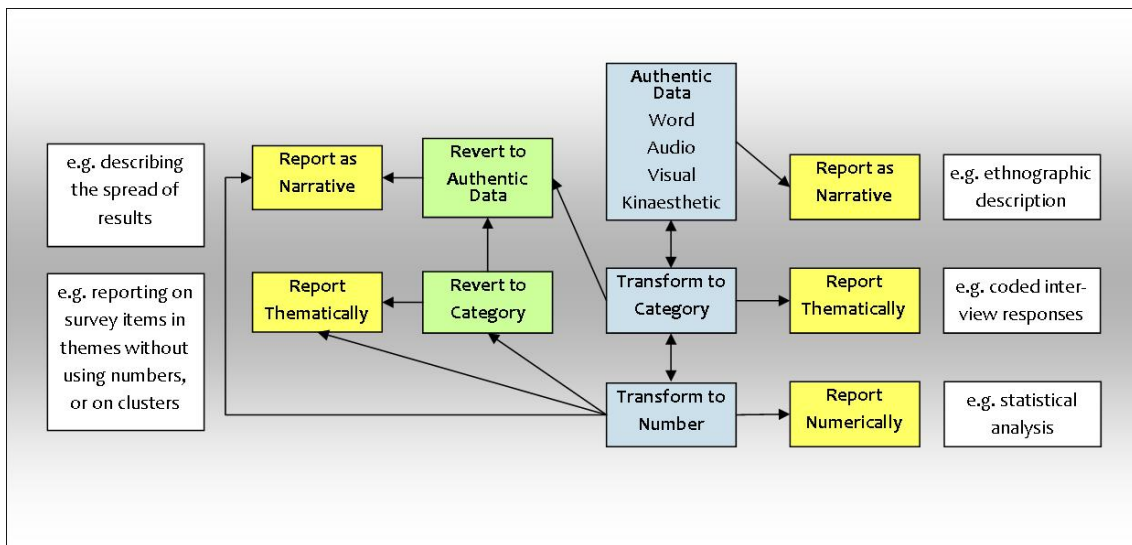 e.g. describing
the spread of
results
Report as
Narrative
Revert to
Authentic
Data
Authentic
Data
Word
Audio
Visual
Kinaesthetic
Report as
Narrative
e.g. ethnographic
description
e.g. reporting on
survey items in
themes without
using numbers,
or on clusters
Report
Thematically
Revert to
Category
Transform to
Category
Report
Thematically
e.g. coded inter-
view responses
Transform to
Number
Report
Numerically
e.g. statistical
analysis